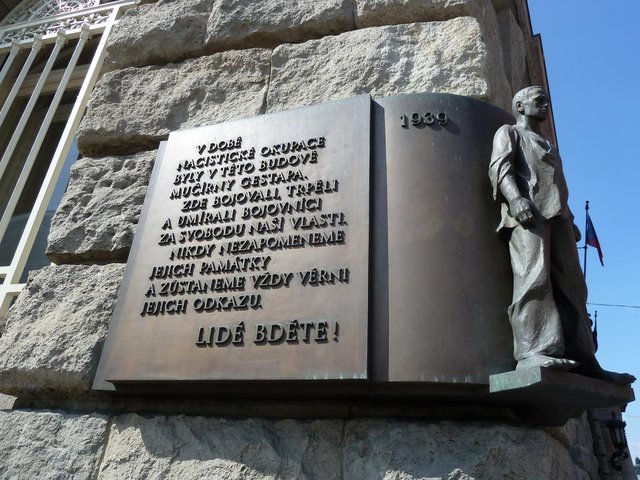 V DOBĚ
NACISTICKÉ OKUPACE
BYLY V TÉTO BUDOVĚ
MUČÍRNY GESTAPA.
ZDE BOJOVALI, TRPĚLI
A UMÍRALI BOJOVNÍCI
ZA SVOBODU NAŠÍ VLASTI.
NIKDY NEZAPOMENEME
JEJICH PAMÁTKY
A ZŮSTANEME VŽDY VĚRNI
JEJICH ODKAZU.
LIDÉ BDĚTE!
1939